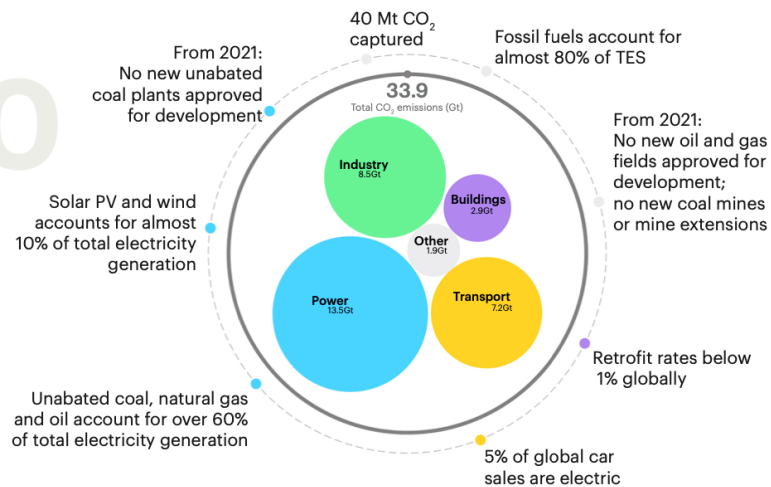 0
40 Mt CO2
captured
Fossil fuels account for
almost 80% of TES
From 2021:
No new unabated
coal plants approved
for development
33.9
Total CO2 emissions (Gt)
From 2021:
No new oil and gas
fields approved for
development;
no new coal mines
or mine extensions
Industry
8.5Gt
Buildings
2.9Gt
Solar PV and wind
accounts for almost
10% of total electricity
generation
Other
1.9Gt
Power
13.5Gt
Transport
7.2Gt
Retrofit rates below
1% globally
Unabated coal, natural gas
and oil account for over 60%
of total electricity generation
5% of global car
sales are electric